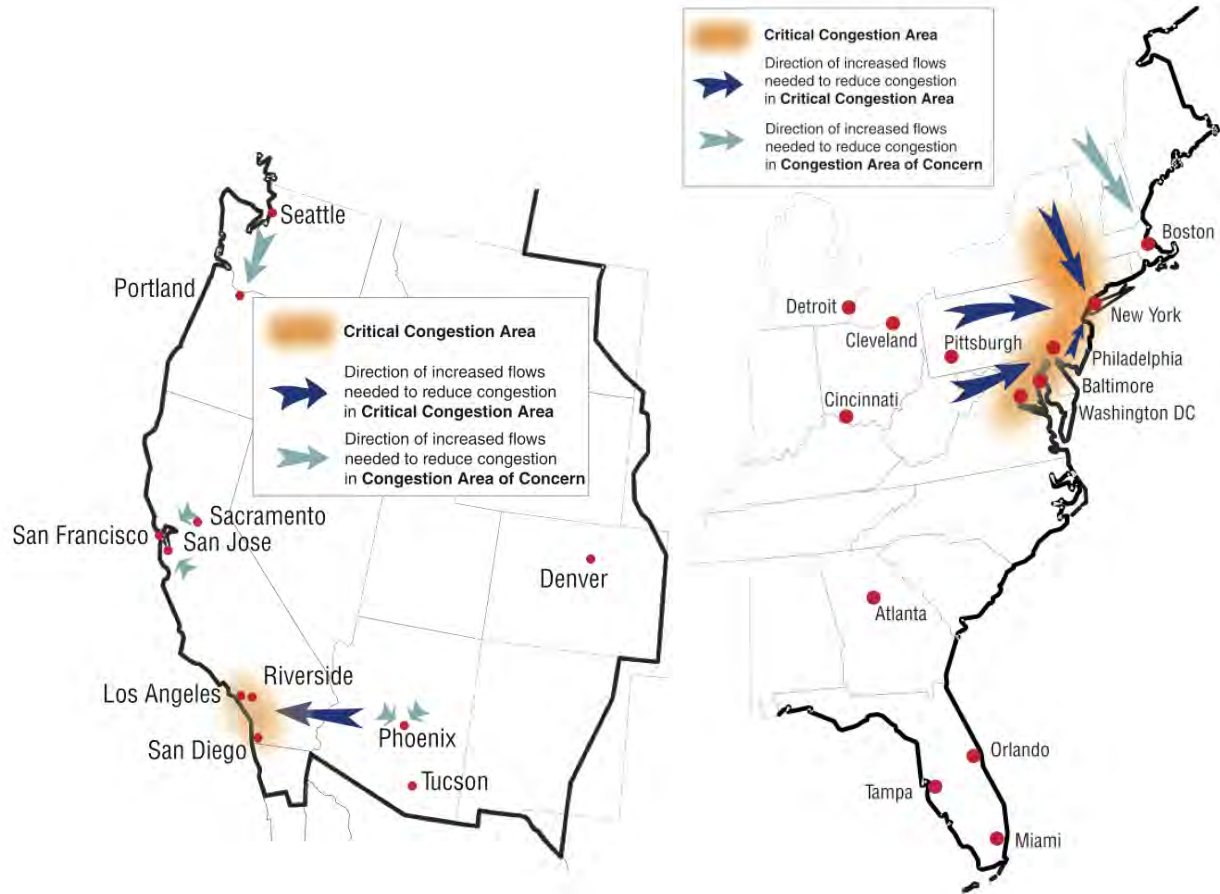 Seattle
Portland
Critical Congestion Area
Direction of increased flows
needed to reduce congestion
in Critical Congestion Area
Direction of increased flows
needed to reduce congestion
in Congestion Area of Concern
Sacramento
San Francisco
San Jose
Denver
Riverside
Los Angeles
Phoenix
San Diego
Tucson
Critical Congestion Area
Direction of increased flows
needed to reduce congestion
in Critical Congestion Area
Direction of increased flows
needed to reduce congestion
in Congestion Area of Concern
Boston
Detroit
New York
Cleveland
Pittsburgh
Philadelphia
Baltimore
Cincinnati
Washington DC
Atlanta
Orlando
Tampa
Miami